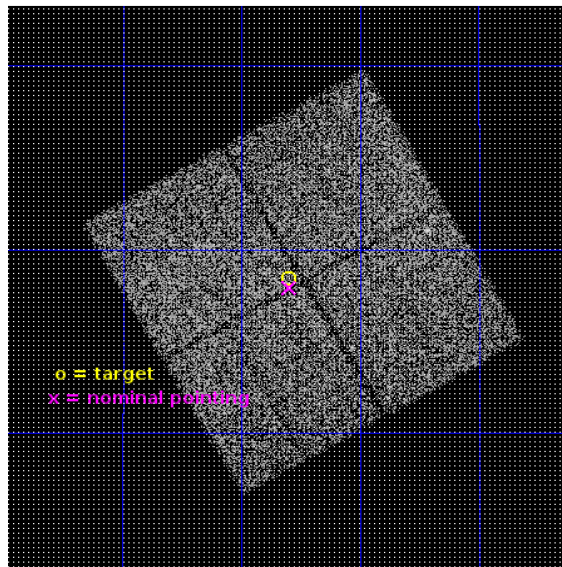 o = target
x = nominal pointing